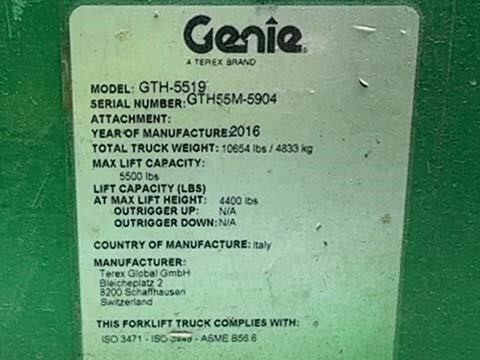 Genie
A TEREX BRAND
MODEL: GTH-5519
SERIAL NUMBER: GTH55M-5904
ATTACHMENT:
YEAR OF MANUFACTURE: 2016
TOTAL TRUCK WEIGHT: 10654 lbs / 4833 kg
MAX LIFT CAPACITY:
5500 lbs
LIFT CAPACITY (LBS)
AT MAX LIFT HEIGHT: 4400 lbs
OUTRIGGER UP: N/A
OUTRIGGER DOWN: N/A
COUNTRY OF MANUFACTURE: Italy
MANUFACTURER:
Terex Global GmbH
Bleicheplatz 2
8200 Schaffhausen
Switzerland
THIS FORKLIFT TRUCK COMPLIES WITH:
ISO 3471 - ISO - ASME B56.6